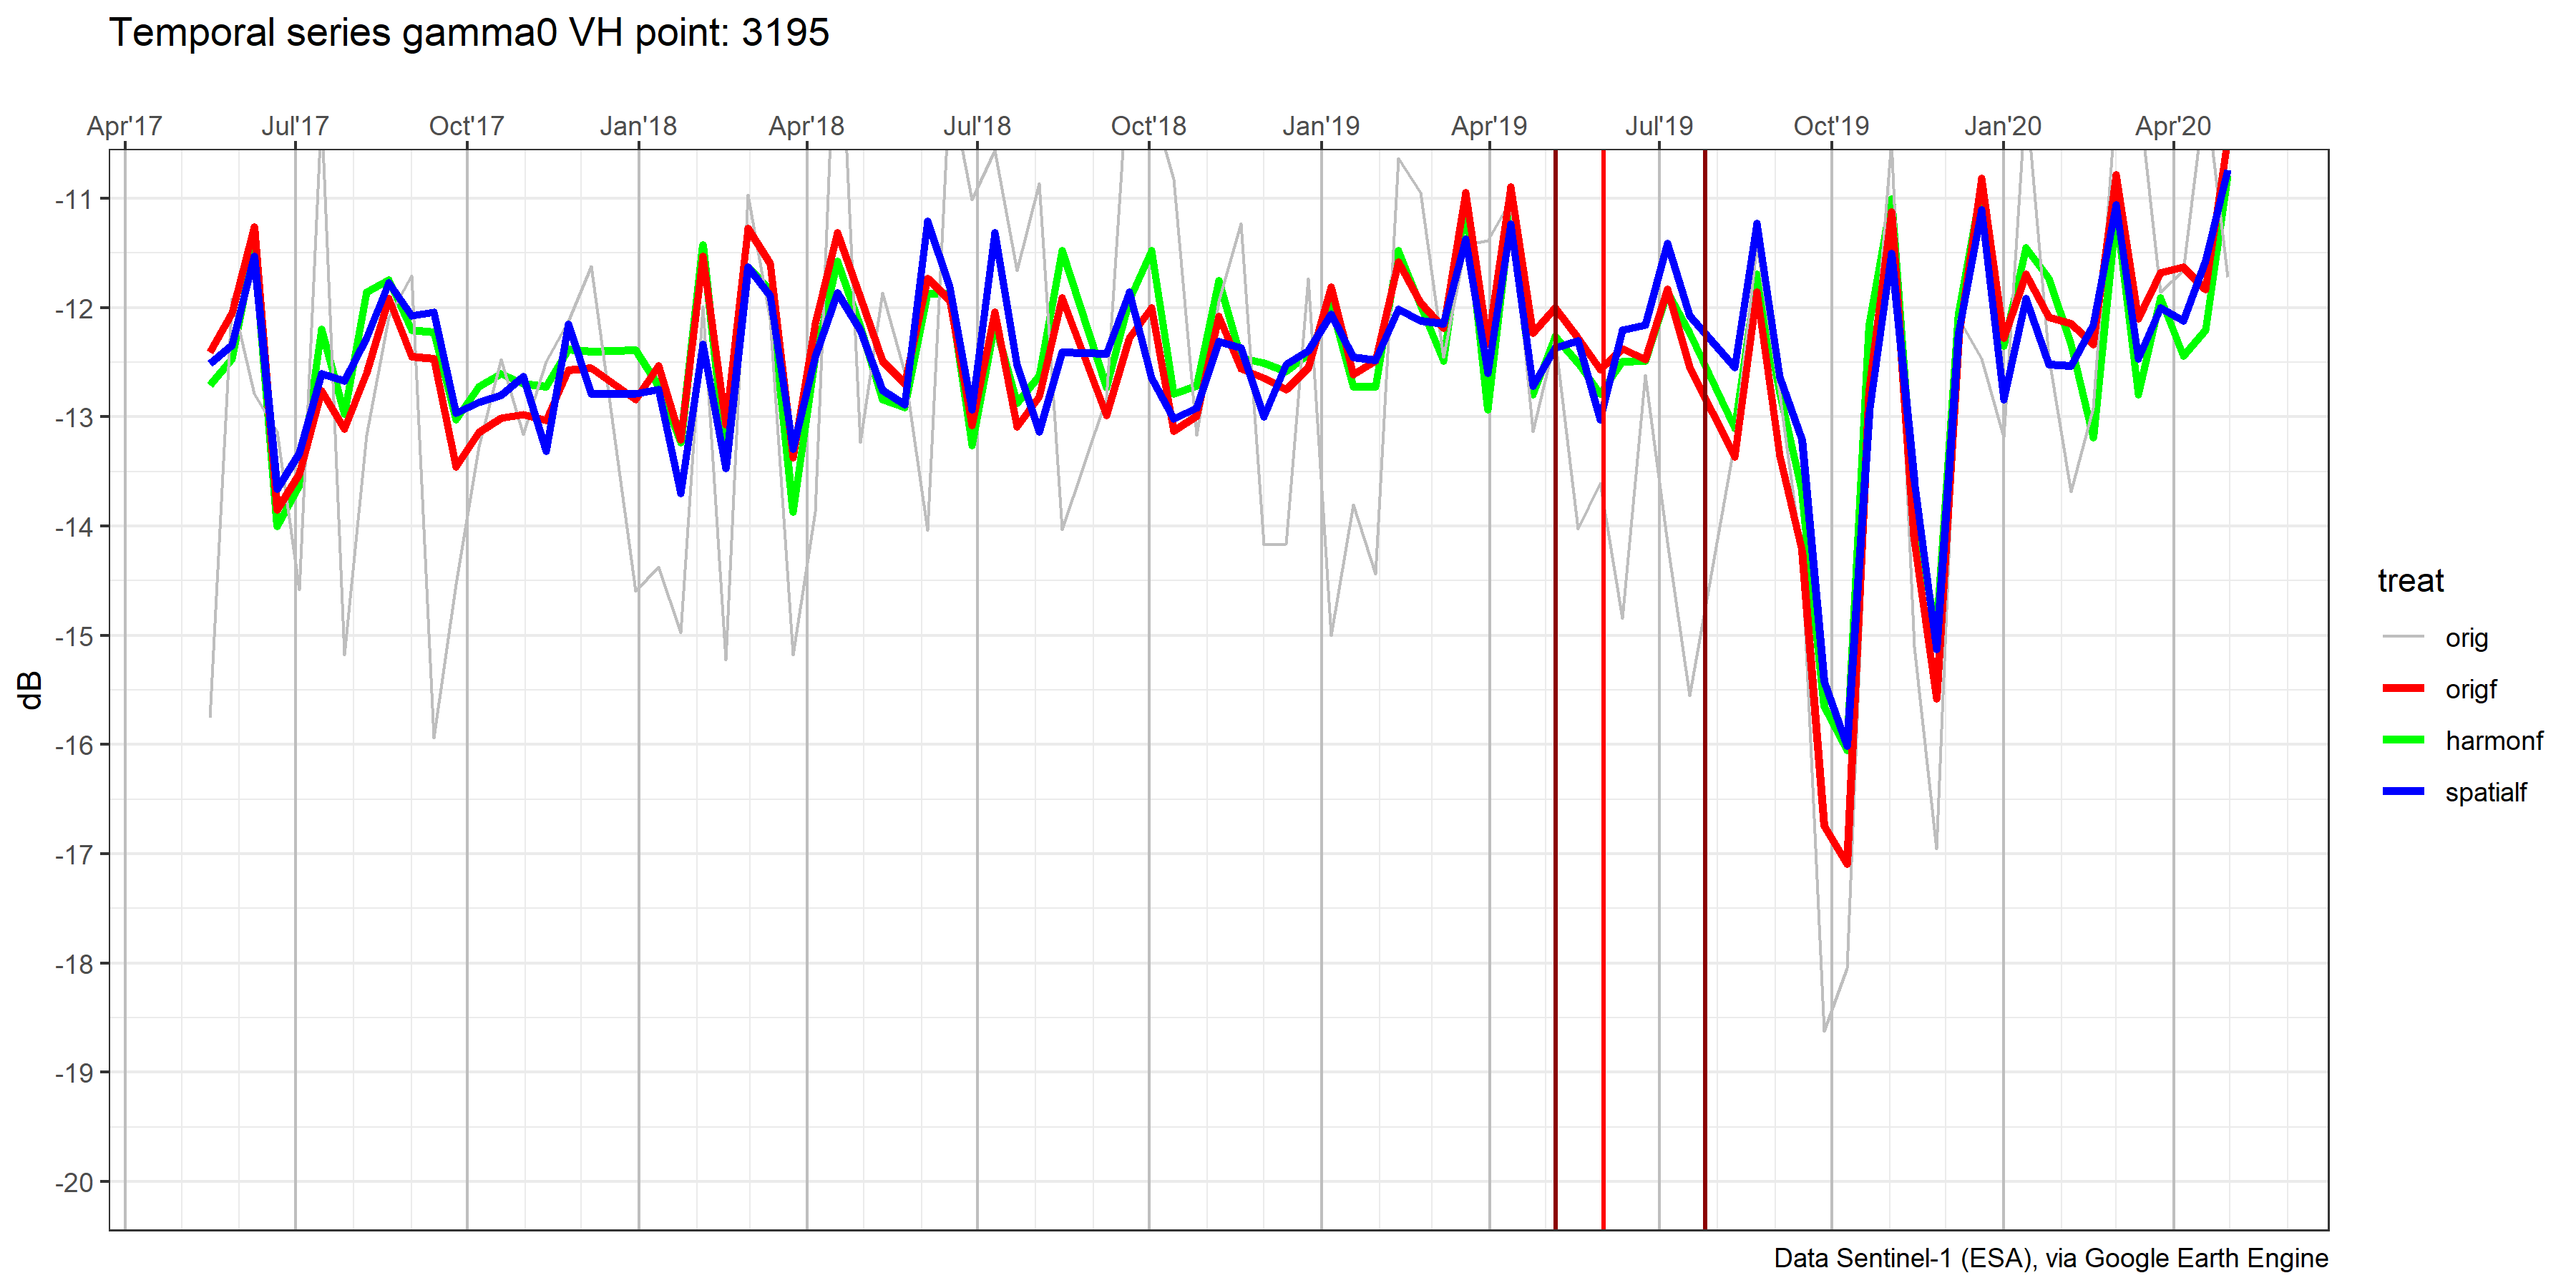 Temporal series gamma0 VH point: 3195
Apr'17 Jul'17 Oct'17 Jan'18 Apr'18 Jul'18 Oct'18 Jan'19 Apr'19 Jul'19 Oct'19 Jan'20 Apr'20
-11
-12
-13
-14
-15
-16
-17
-18
-19
-20
dB
treat
orig
origf
harmonf
spatialf
Data Sentinel-1 (ESA), via Google Earth Engine